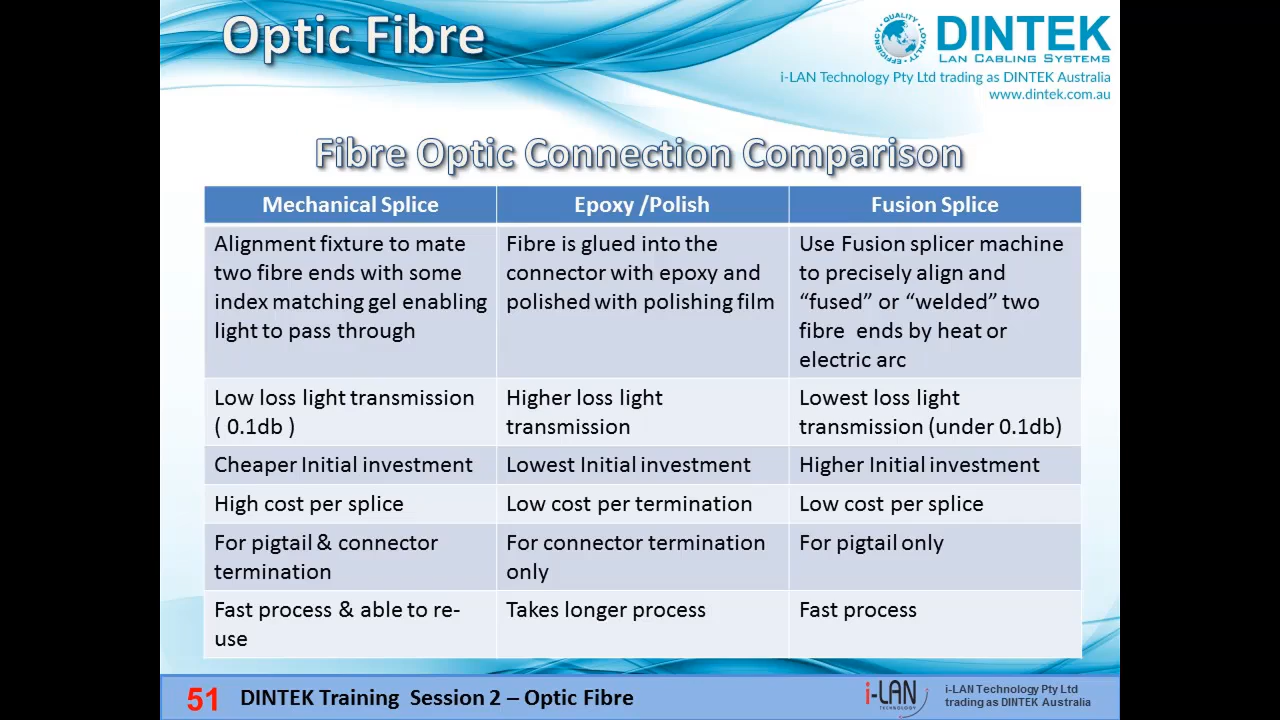 Optic Fibre
QUALITY
EFFICIENCY
LOYALTY
DINTEK
LAN CABLING SYSTEMS
i-LAN Technology Pty Ltd trading as DINTEK Australia
www.dintek.com.au
Fibre Optic Connection Comparison
Mechanical Splice
Epoxy /Polish
Fusion Splice
Alignment fixture to mate
two fibre ends with some
index matching gel enabling
light to pass through
Fibre is glued into the
connector with epoxy and
polished with polishing film
Use Fusion splicer machine
to precisely align and
“fused” or “welded” two
fibre  ends by heat or
electric arc
Low loss light transmission
( 0.1db )
Higher loss light
transmission
Lowest loss light
transmission (under 0.1db)
Cheaper Initial investment
Lowest Initial investment
Higher Initial investment
High cost per splice
Low cost per termination
Low cost per splice
For pigtail & connector
termination
For connector termination
only
For pigtail only
Fast process & able to re-
use
Takes longer process
Fast process
51
DINTEK Training  Session 2 – Optic Fibre
i-LAN
TECHNOLOGY
i-LAN Technology Pty Ltd
trading as DINTEK Australia